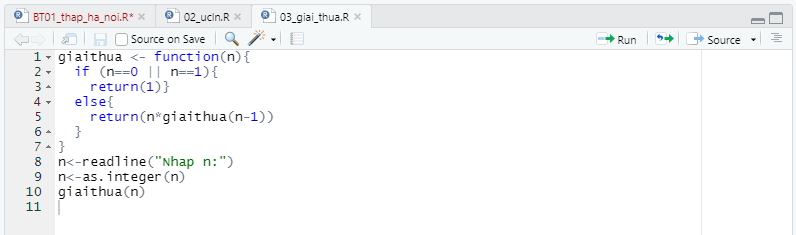 BT01_thap_ha_noi.R* 02_ucln.R 03_giai_thua.R
Source on Save Run Source
1 giaithua <- function(n){
2 if (n==0 || n==1){
3 return(1)}
4 else{
5 return(n*giaithua(n-1))
6 }
7 }
8 n<-readline("Nhap n:")
9 n<-as.integer(n)
10 giaithua(n)
11